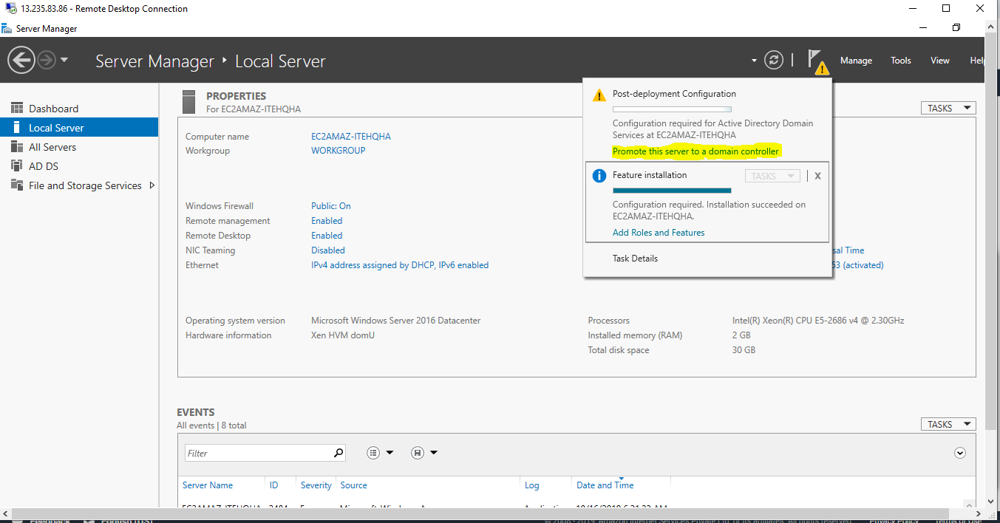 13.235.83.86 - Remote Desktop Connection
Server Manager
Server Manager Local Server
Manage Tools View Help
Dashboard
Local Server
All Servers
AD DS
File and Storage Services
PROPERTIES
For EC2AMAZ-ITEHQHA
TASKS
Computer name EC2AMAZ-ITEHQHA
Workgroup WORKGROUP
Windows Firewall Public: On
Remote management Enabled
Remote Desktop Enabled
NIC Teaming Disabled
Ethernet IPv4 address assigned by DHCP, IPv6 enabled
Post-deployment Configuration
Configuration required for Active Directory Domain
Services at EC2AMAZ-ITEHQHA
Promote this server to a domain controller
Feature installation TASKS X
Configuration required. Installation succeeded on
EC2AMAZ-ITEHQHA.
Add Roles and Features
Task Details
sal Time
53 (activated)
Operating system version Microsoft Windows Server 2016 Datacenter
Hardware information Xen HVM domU
Processors Intel(R) Xeon(R) CPU E5-2686 v4 @ 2.30GHz
Installed memory (RAM) 2 GB
Total disk space 30 GB
EVENTS
All events | 8 total
TASKS
Filter
Server Name ID Severity Source Log Date and Time